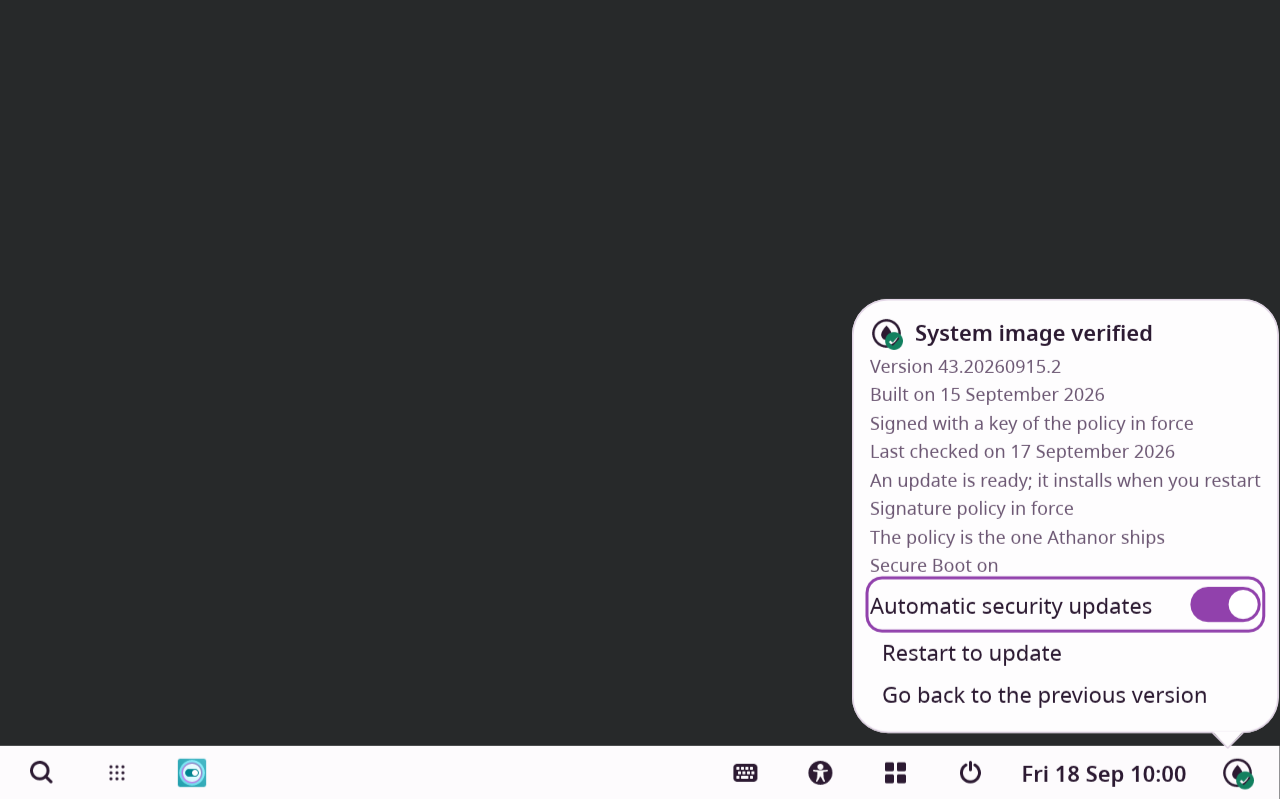 System image verified
Version 43.20260915.2
Built on 15 September 2026
Signed with a key of the policy in force
Last checked on 17 September 2026
An update is ready; it installs when you restart
Signature policy in force
The policy is the one Athanor ships
Secure Boot on
Automatic security updates
Restart to update
Go back to the previous version
Fri 18 Sep 10:00